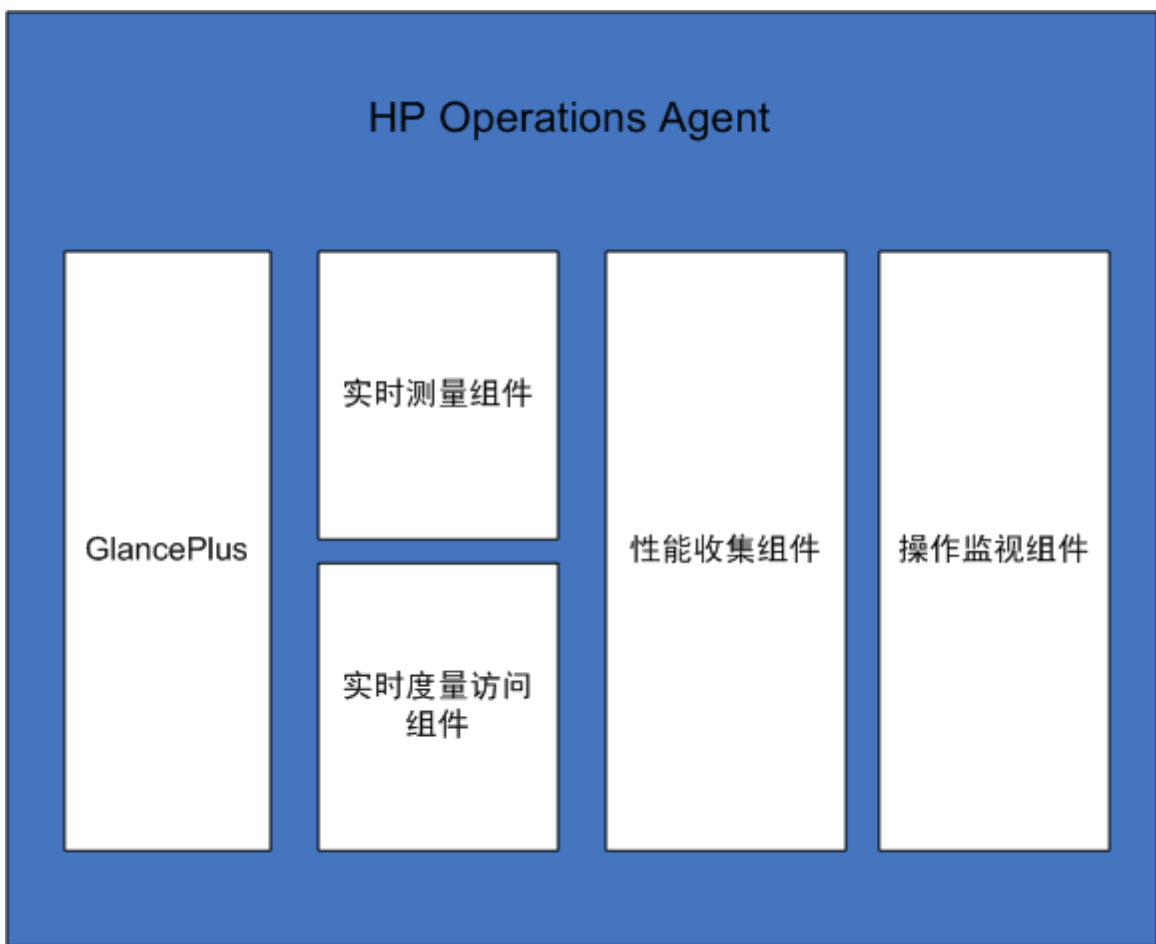 HP Operations Agent
GlancePlus
实时测量组件
实时度量访问
组件
性能收集组件
操作监视组件